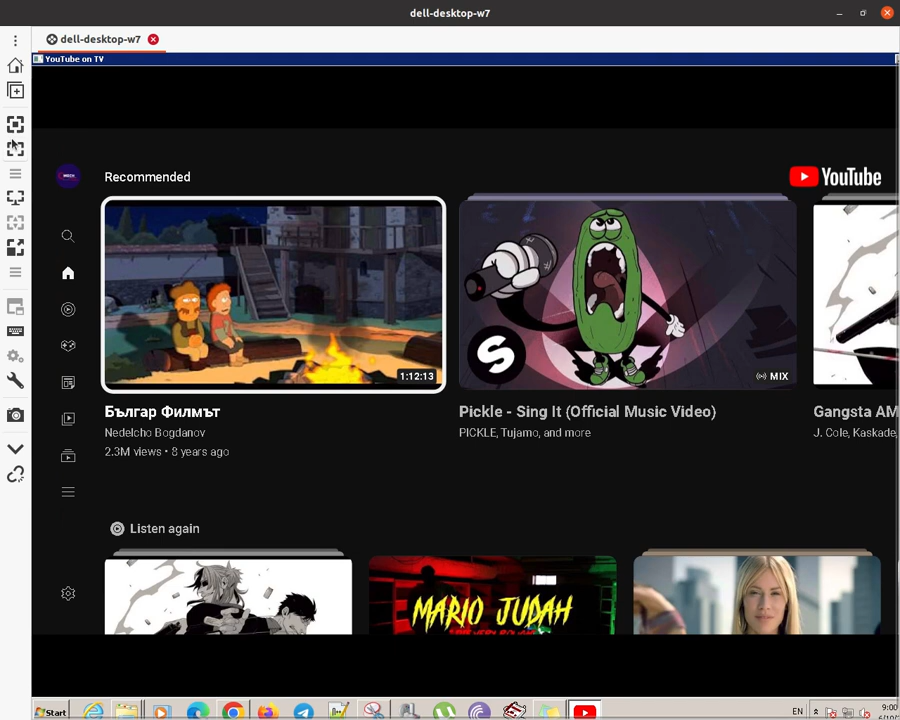 dell-desktop-w7
dell-desktop-w7
YouTube on TV
Recommended
YouTube
1:12:13
S
MIX
Българ Филмът
Nedelcho Bogdanov
2.3M views • 8 years ago
Pickle - Sing It (Official Music Video)
PICKLE, Tujamo, and more
Gangsta AM
J. Cole, Kaskade,
Listen again
MARIO JUDAH
Start
EN
9:00